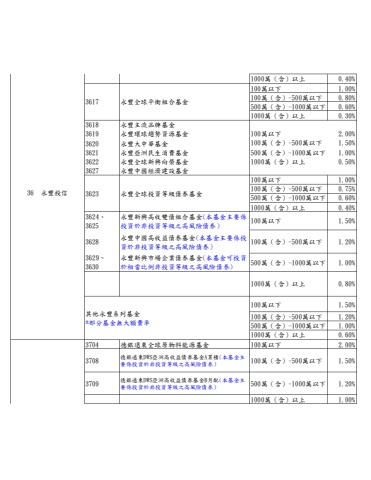 1000萬（含）以上 0.40%
100萬以下 1.00%
3617 永豐全球平衡組合基金 100萬（含）-500萬以下 0.80%
500萬（含）-1000萬以下 0.60%
1000萬（含）以上 0.30%
3618 永豐主流品牌基金
3619 永豐環球趨勢資源基金 100萬以下 2.00%
3620 永豐大中華基金 100萬（含）-500萬以下 1.50%
3621 永豐亞洲民生消費基金 500萬（含）-1000萬以下 1.00%
3622 永豐全球新興白榮基金 1000萬（含）以上 0.50%
3627 永豐中國經濟建設基金
100萬以下 1.00%
36 永豐投信 3623 永豐全球投資等級債券基金 100萬（含）-500萬以下 0.75%
500萬（含）-1000萬以下 0.60%
1000萬（含）以上 0.40%
3624、 永豐新興高收雙債組合基金(本基金主要係
3625 投資於非投資等級之高風險債券) 100萬以下 1.50%
3628 永豐中國高收益債券基金(本基金主要係投
資於非投資等級之高風險債券) 100萬（含）-500萬以下 1.20%
3629、 永豐新興市場企業債券基金(本基金可投資
3630 於相當比例非投資等級之高風險債券) 500萬（含）-1000萬以下 1.00%
1000萬（含）以上 0.80%
100萬以下 1.50%
其他永豐系列基金 100萬（含）-500萬以下 1.20%
部分基金無太職費率 500萬（含）-1000萬以下 1.00%
1000萬（含）以上 0.60%
3704 德銀遠東全球原物料能源基金 100萬以下 2.00%
3708 德銀遠東DWS亞洲高收益債券基金A累積(本基金主
要係投資於非投資等級之高風險債券) 100萬（含）-500萬以下 1.50%
3709 德銀遠東DWS亞洲高收益債券基金B月配(本基金主
要係投資於非投資等級之高風險債券) 500萬（含）-1000萬以下 1.20%
1000萬（含）以上 1.00%